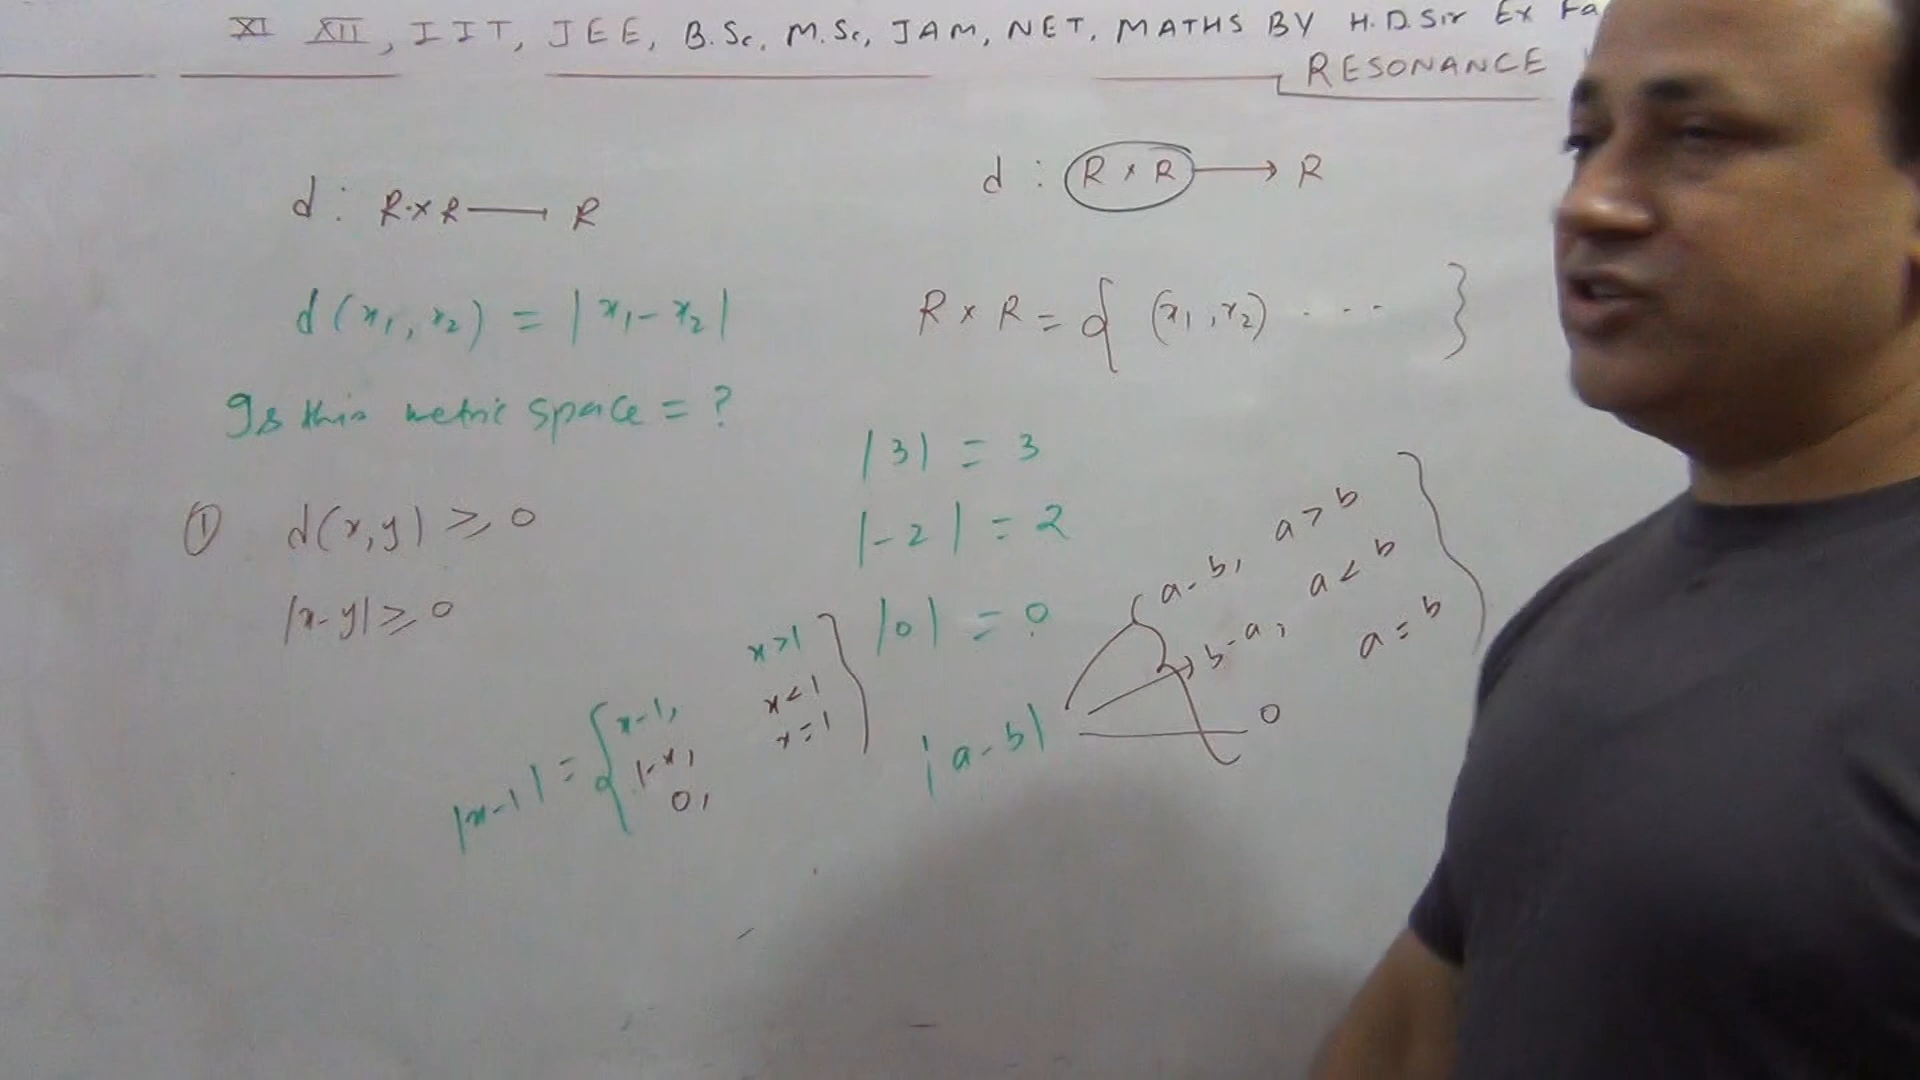 XI XII, IIT, JEE, B.Sc, M.Sc, JAM, NET, MATHS BY H.D.Sir Ex Fa
RESONANCE
d : R×R → R
d(x₁, x₂) = |x₁ - x₂|
Is this metric space = ?
① d(x,y) ≥ 0
|x-y| ≥ 0
|x-1| = { x-1, x>1
1-x, x<1
0, x=1 }
d : R × R → R
R × R = { (x₁, x₂) ... }
|3| = 3
|-2| = 2
|0| = 0
|a-b|
a-b, a > b
b-a, a < b
0 a = b